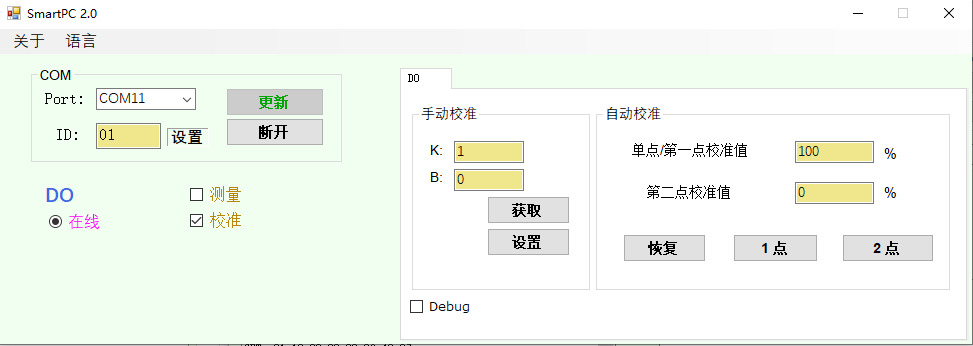 SmartPC 2.0
关于 语言
COM
Port: COM11 更新
ID: 01 设置 断开
DO
测量
在线 校准
DO
手动校准
K: 1
B: 0
获取
设置
自动校准
单点/第一点校准值 100 %
第二点校准值 0 %
恢复 1 点 2 点
Debug